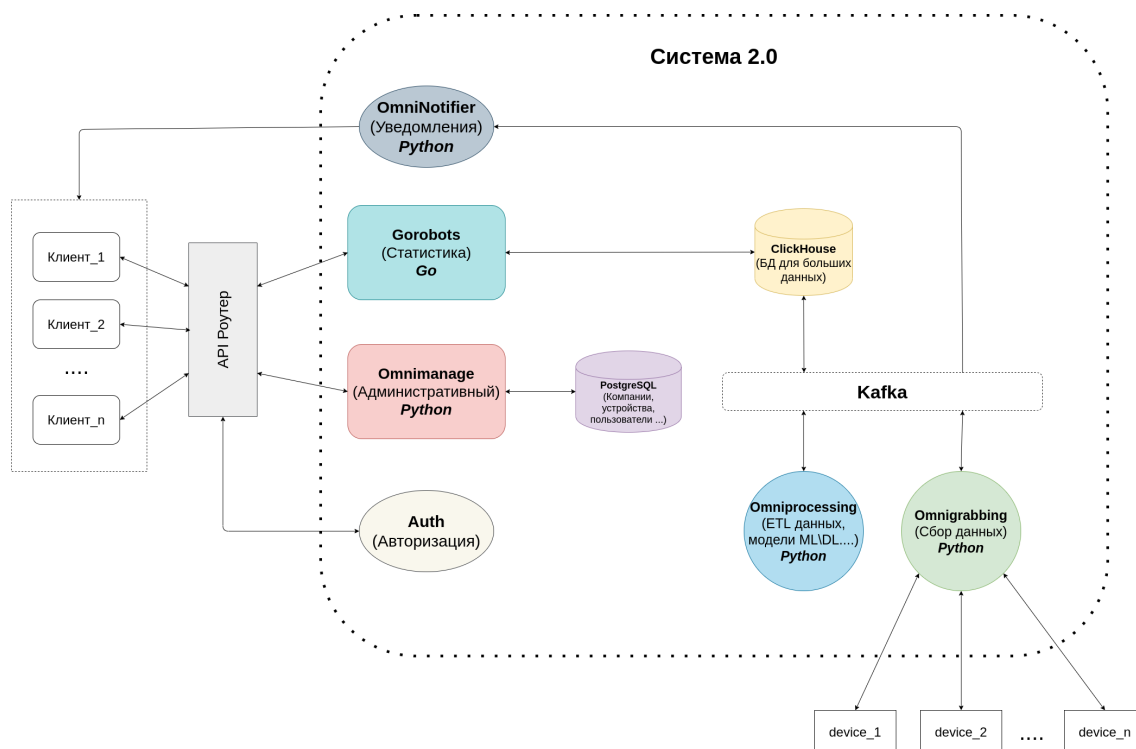 Система 2.0
OmniNotifier
(Уведомления)
Python
Клиент_1
Клиент_2
....
Клиент_n
API Роутер
Gorobots
(Статистика)
Go
ClickHouse
(БД для больших
данных)
Omnimanage
(Административный)
Python
PostgreSQL
(Компании,
устройства,
пользователи ...)
Kafka
Auth
(Авторизация)
Omniprocessing
(ETL данных,
модели ML\DL....)
Python
Omnigrabbing
(Сбор данных)
Python
device_1
device_2
....
device_n